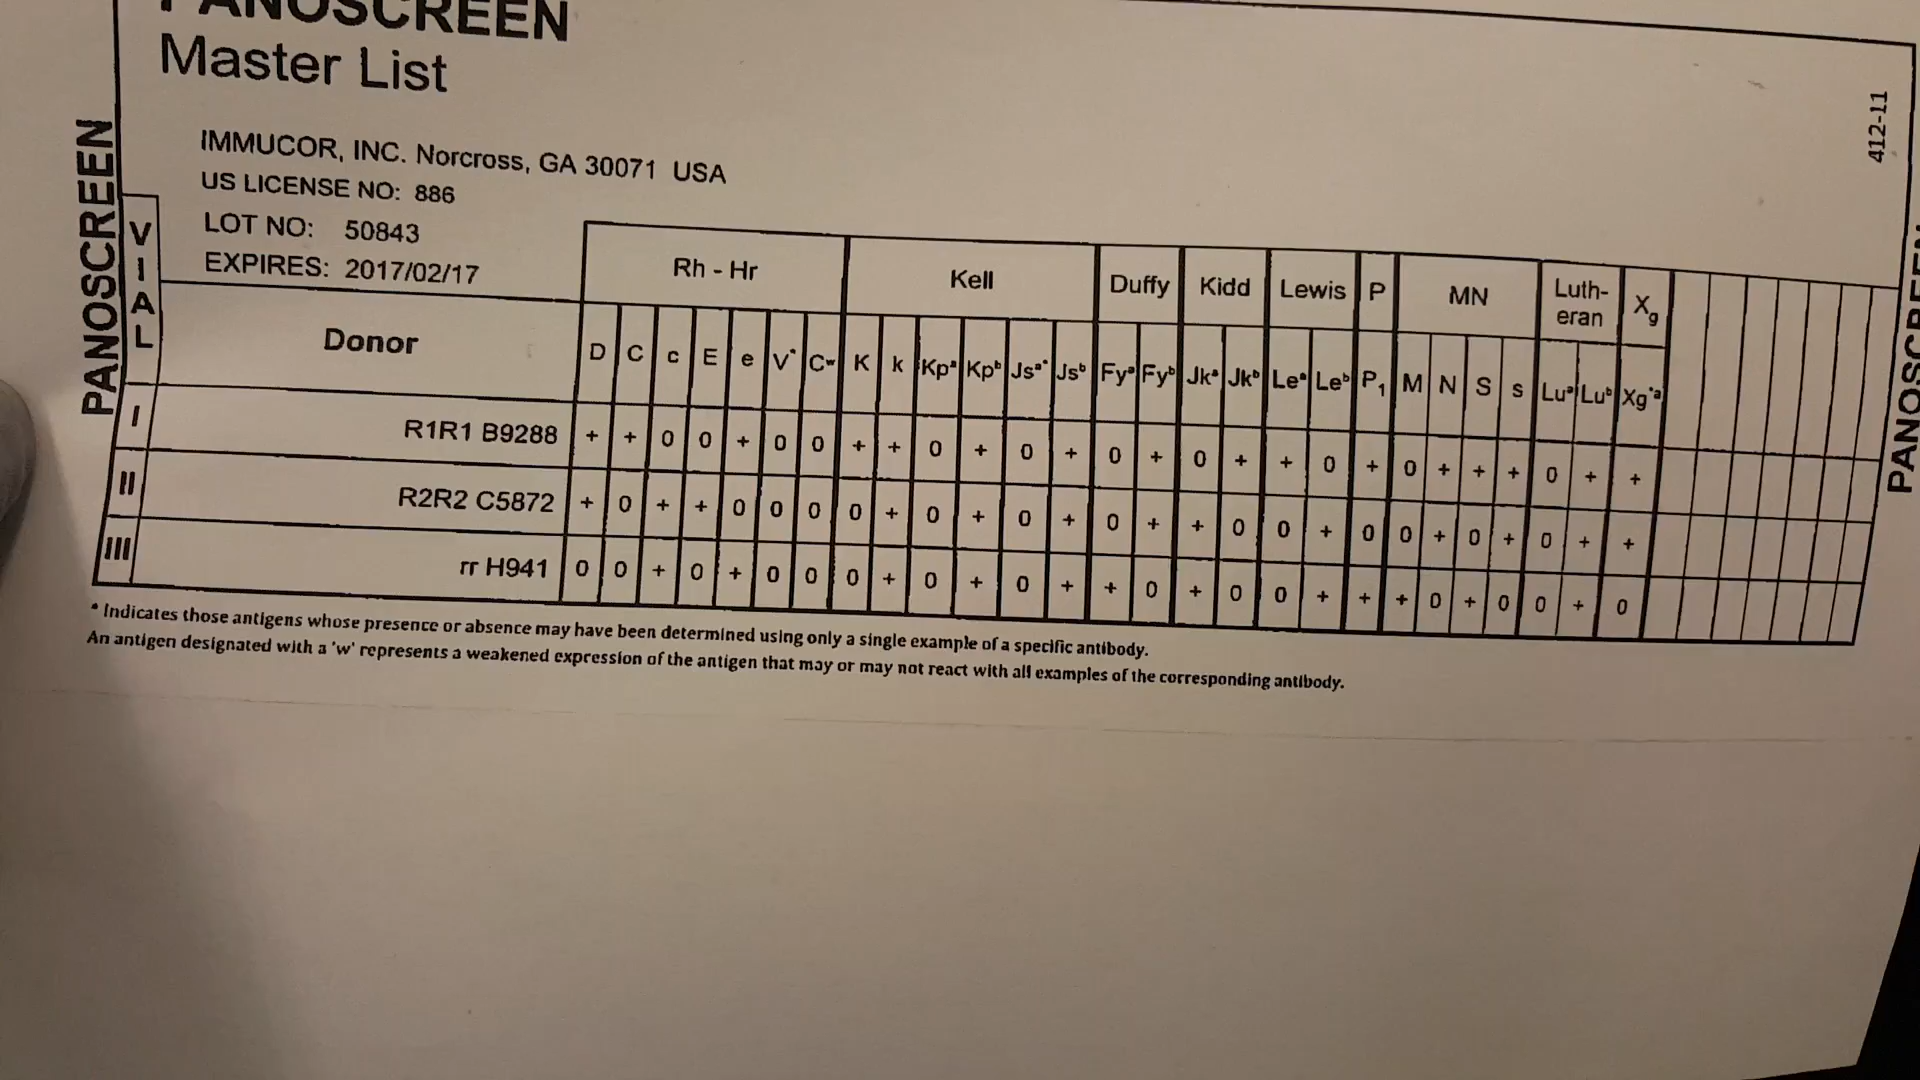 PANOSCREEN
Master List
412-11
PANOSCREEN
IMMUCOR, INC. Norcross, GA 30071 USA
US LICENSE NO: 886
LOT NO: 50843
EXPIRES: 2017/02/17
VIAL
Rh - Hr Kell Duffy Kidd Lewis P MN Luth-eran Xg
Donor D C c E e V* Cʷ K k Kpᵃ Kpᵇ Jsᵃ* Jsᵇ Fyᵃ Fyᵇ Jkᵃ Jkᵇ Leᵃ Leᵇ P₁ M N S s Luᵃ Luᵇ Xg*ᵃ
I R1R1 B9288 + + 0 0 + 0 0 + + 0 + 0 + 0 + 0 + + 0 + 0 + + + 0 + +
II R2R2 C5872 + 0 + + 0 0 0 0 + 0 + 0 + 0 + + 0 0 + 0 0 + 0 + 0 + +
III rr H941 0 0 + 0 + 0 0 0 + 0 + 0 + + 0 + 0 0 + + + 0 + 0 0 + 0
* Indicates those antigens whose presence or absence may have been determined using only a single example of a specific antibody.
An antigen designated with a 'w' represents a weakened expression of the antigen that may or may not react with all examples of the corresponding antibody.
PANOSCREEN